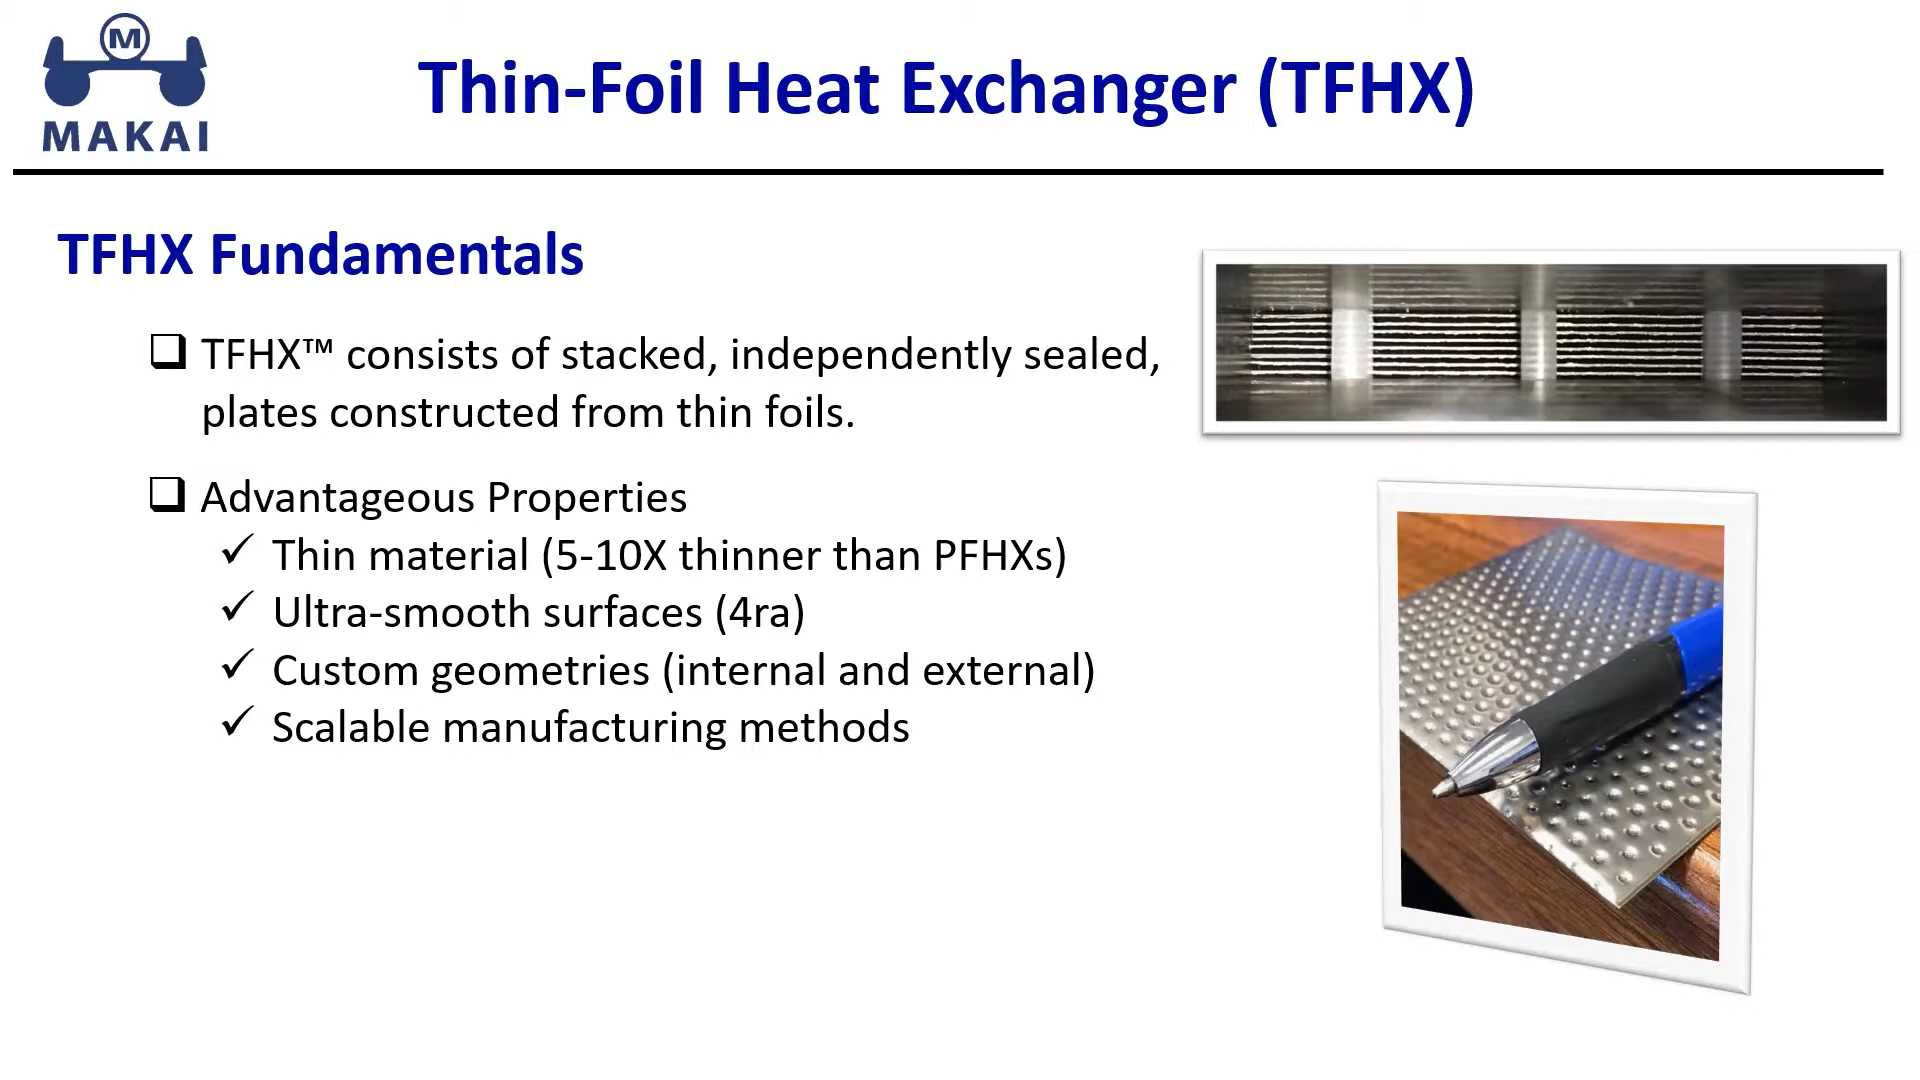 M
MAKAI
Thin-Foil Heat Exchanger (TFHX)
TFHX Fundamentals
❑ TFHX™ consists of stacked, independently sealed,
plates constructed from thin foils.
❑ Advantageous Properties
✓ Thin material (5-10X thinner than PFHXs)
✓ Ultra-smooth surfaces (4ra)
✓ Custom geometries (internal and external)
✓ Scalable manufacturing methods